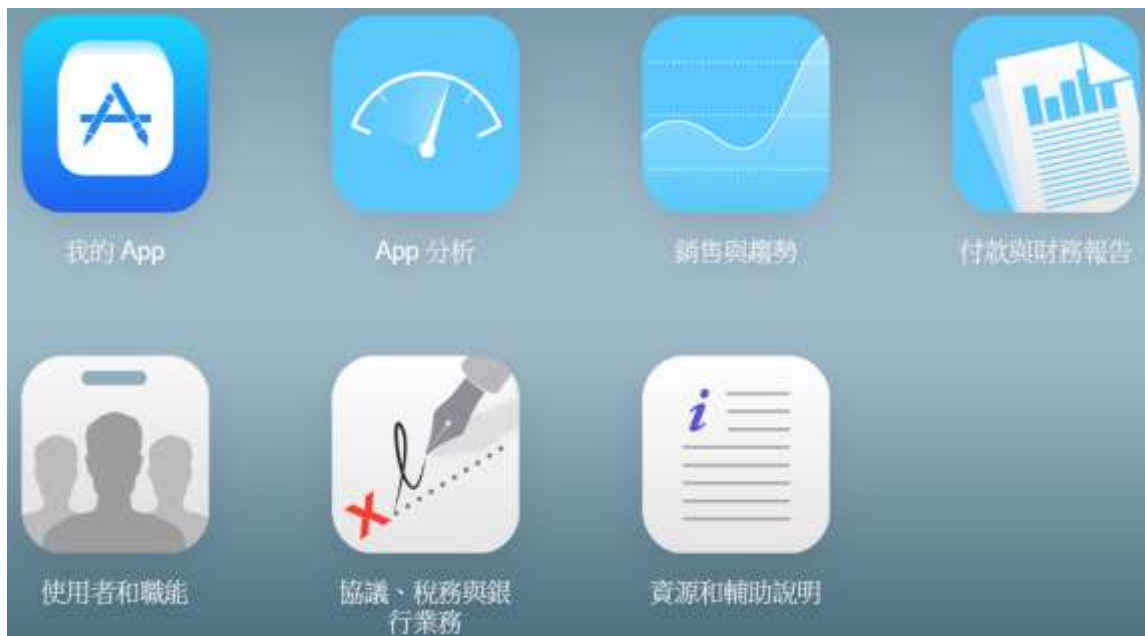 我的 App
App 分析
銷售與趨勢
付款與財務報告
使用者和職能
協議、稅務與銀
行業務
資源和輔助說明